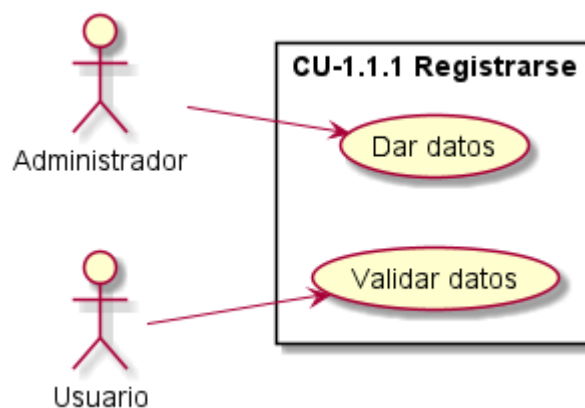 CU-1.1.1 Registrarse
Dar datos
Administrador
Validar datos
Usuario